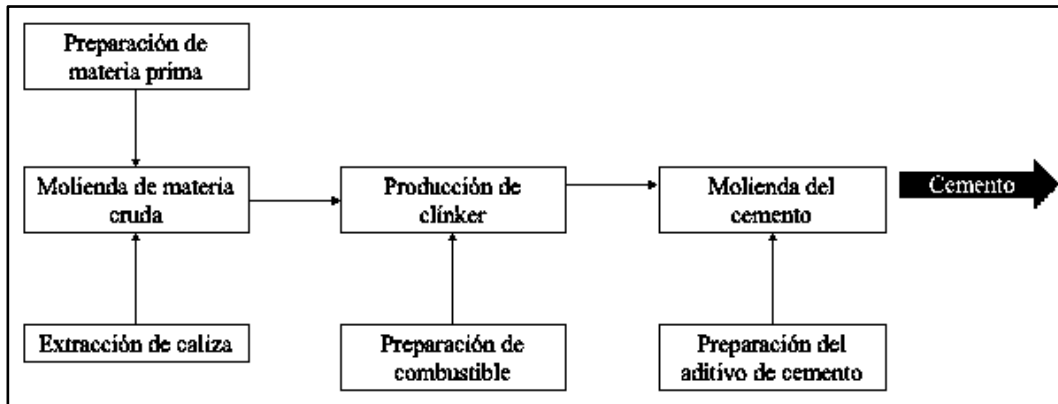 Preparación de
materia prima
Molienda de materia
cruda
Producción de
clínker
Molienda del
cemento
Cemento
Extracción de caliza
Preparación de
combustible
Preparación del
aditivo de cemento